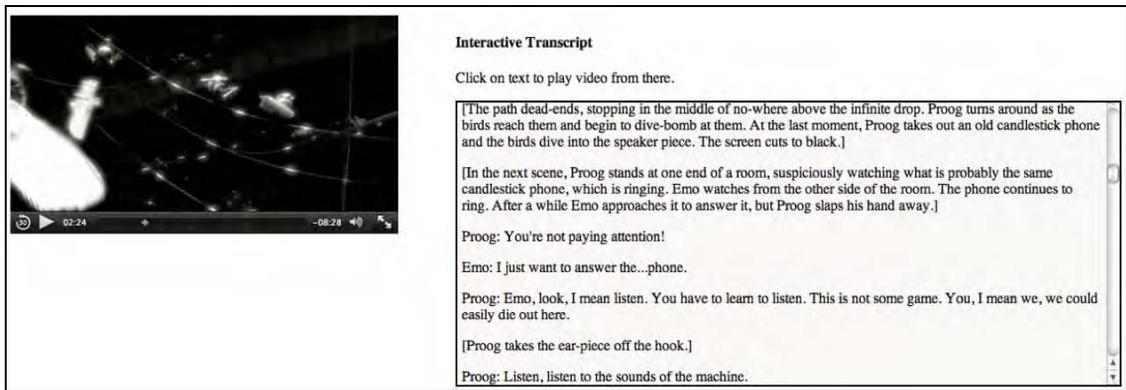 Interactive Transcript
Click on text to play video from there.
[The path dead-ends, stopping in the middle of no-where above the infinite drop. Proog turns around as the
birds reach them and begin to dive-bomb at them. At the last moment, Proog takes out an old candlestick phone
and the birds dive into the speaker piece. The screen cuts to black.]
[In the next scene, Proog stands at one end of a room, suspiciously watching what is probably the same
candlestick phone, which is ringing. Emo watches from the other side of the room. The phone continues to
ring. After a while Emo approaches it to answer it, but Proog slaps his hand away.]
Proog: You're not paying attention!
Emo: I just want to answer the...phone.
Proog: Emo, look, I mean listen. You have to learn to listen. This is not some game. You, I mean we, we could
easily die out here.
[Proog takes the ear-piece off the hook.]
Proog: Listen, listen to the sounds of the machine.
30 02:24 -08:28